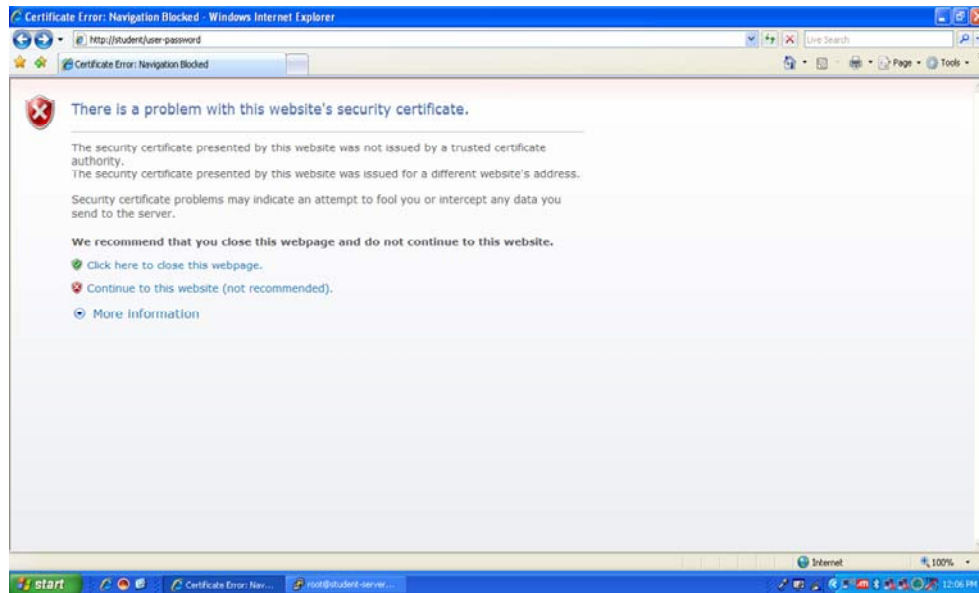 Certificate Error: Navigation Blocked - Windows Internet Explorer
http://student/user-password
Live Search
Certificate Error: Navigation Blocked
Page
Tools
There is a problem with this website's security certificate.
The security certificate presented by this website was not issued by a trusted certificate
authority.
The security certificate presented by this website was issued for a different website's address.
Security certificate problems may indicate an attempt to fool you or intercept any data you
send to the server.
We recommend that you close this webpage and do not continue to this website.
Click here to close this webpage.
Continue to this website (not recommended).
More information
Internet
100%
start
Certificate Error: Nav...
root@student-server...
12:06 PM